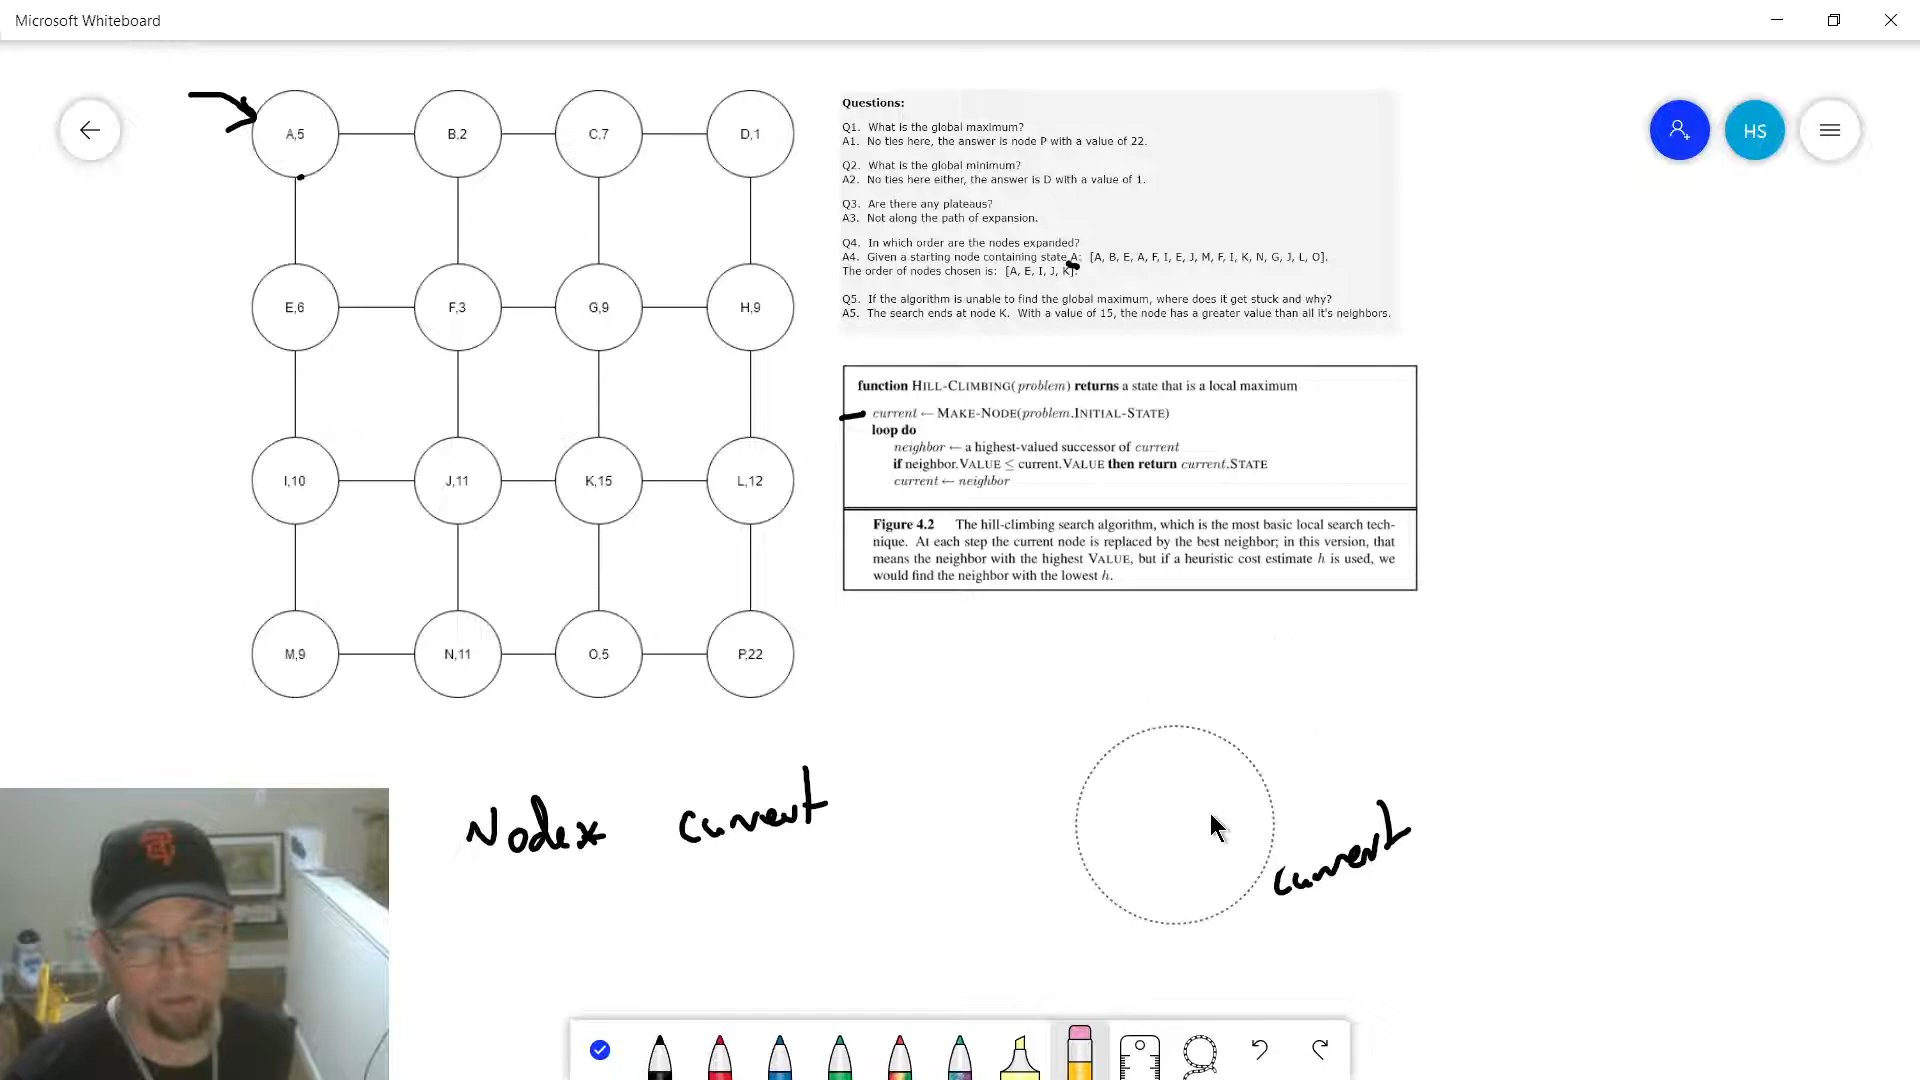 Microsoft Whiteboard
HS
A,5
B,2
C,7
D,1
E,6
F,3
G,9
H,9
I,10
J,11
K,15
L,12
M,9
N,11
O,5
P,22
Questions:
Q1. What is the global maximum?
A1. No ties here, the answer is node P with a value of 22.
Q2. What is the global minimum?
A2. No ties here either, the answer is D with a value of 1.
Q3. Are there any plateaus?
A3. Not along the path of expansion.
Q4. In which order are the nodes expanded?
A4. Given a starting node containing state A: [A, B, E, A, F, I, E, J, M, F, I, K, N, G, J, L, O].
The order of nodes chosen is: [A, E, I, J, K].
Q5. If the algorithm is unable to find the global maximum, where does it get stuck and why?
A5. The search ends at node K. With a value of 15, the node has a greater value than all it's neighbors.
function HILL-CLIMBING(problem) returns a state that is a local maximum
current ← MAKE-NODE(problem.INITIAL-STATE)
loop do
neighbor ← a highest-valued successor of current
if neighbor.VALUE ≤ current.VALUE then return current.STATE
current ← neighbor
Figure 4.2 The hill-climbing search algorithm, which is the most basic local search tech-
nique. At each step the current node is replaced by the best neighbor; in this version, that
means the neighbor with the highest VALUE, but if a heuristic cost estimate h is used, we
would find the neighbor with the lowest h.
Node* current
current